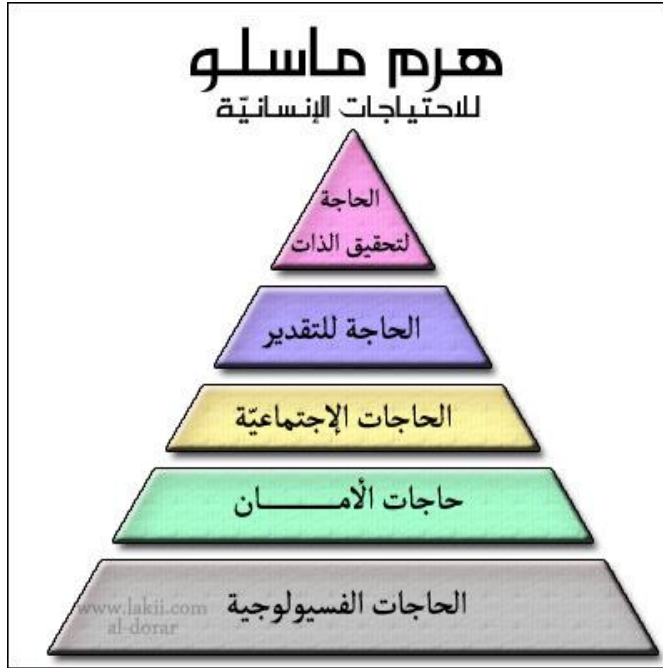 هرم ماسلو
للاحتياجات الإنسانيّة
الحاجة
لتحقيق الذات
الحاجة للتقدير
الحاجات الإجتماعيّة
حاجات الأمـــــــان
الحاجات الفسيولوجية
www.lakii.com
al-dorar